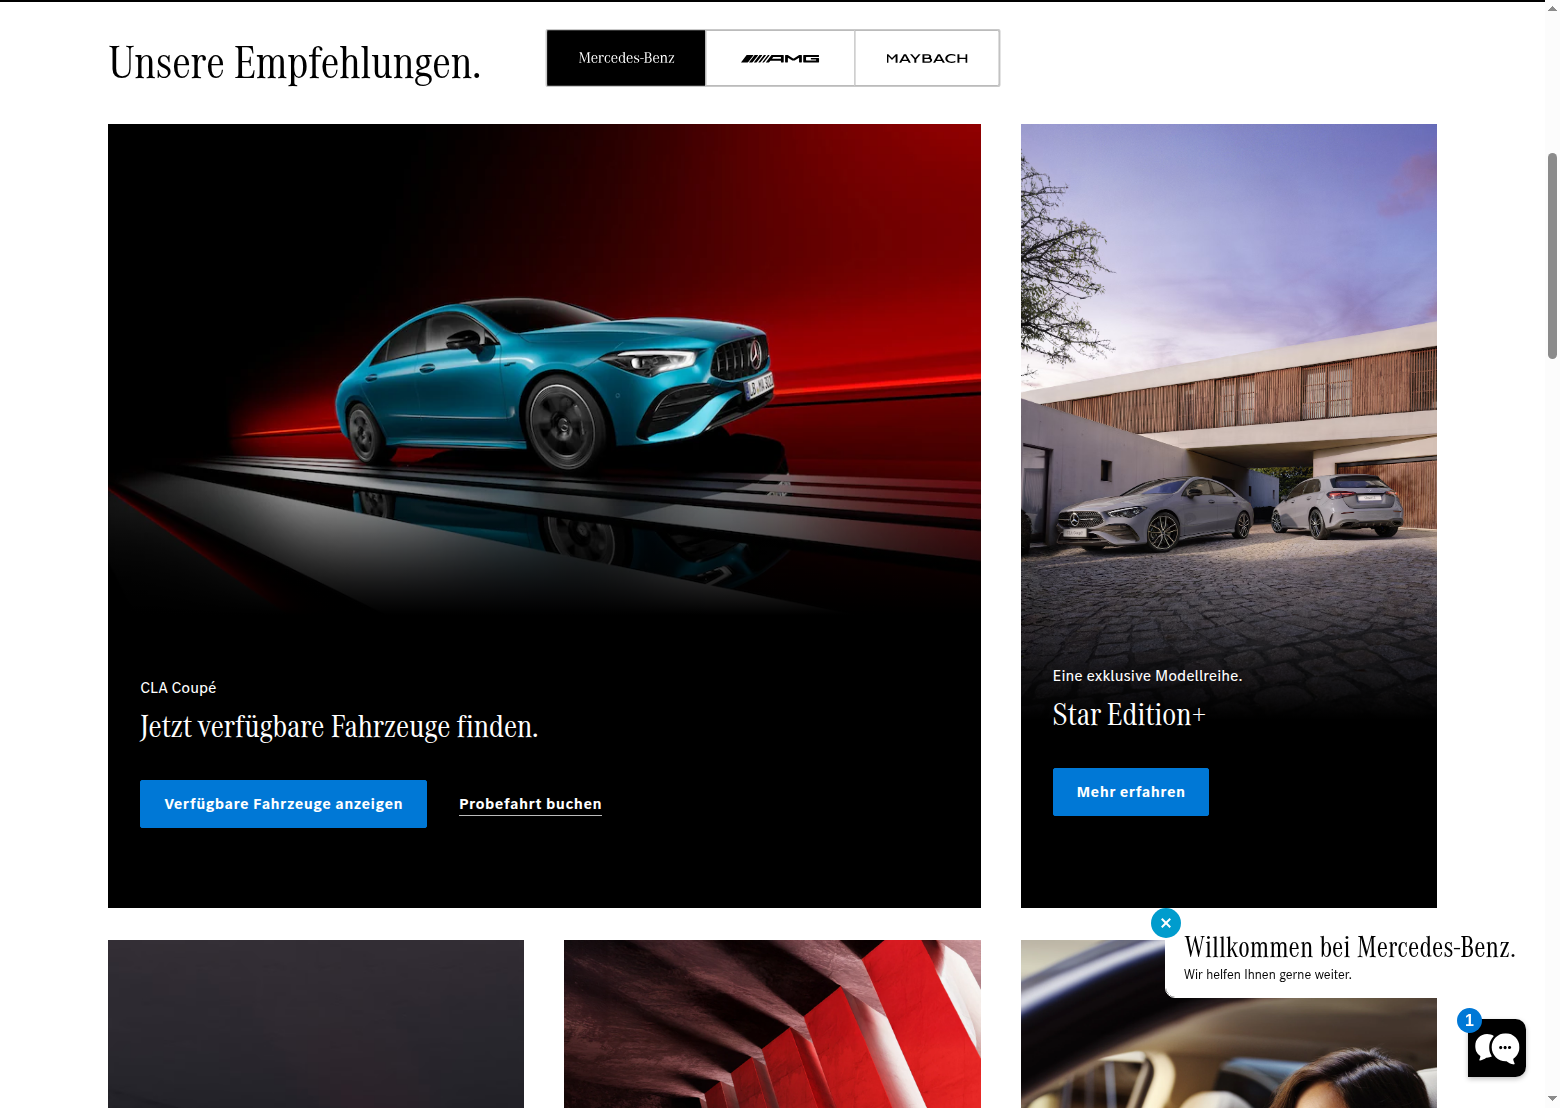 Unsere Empfehlungen.
Mercedes-Benz
AMG
MAYBACH
CLA Coupé
Jetzt verfügbare Fahrzeuge finden.
Verfügbare Fahrzeuge anzeigen
Probefahrt buchen
Eine exklusive Modellreihe.
Star Edition+
Mehr erfahren
Willkommen bei Mercedes-Benz.
Wir helfen Ihnen gerne weiter.
1